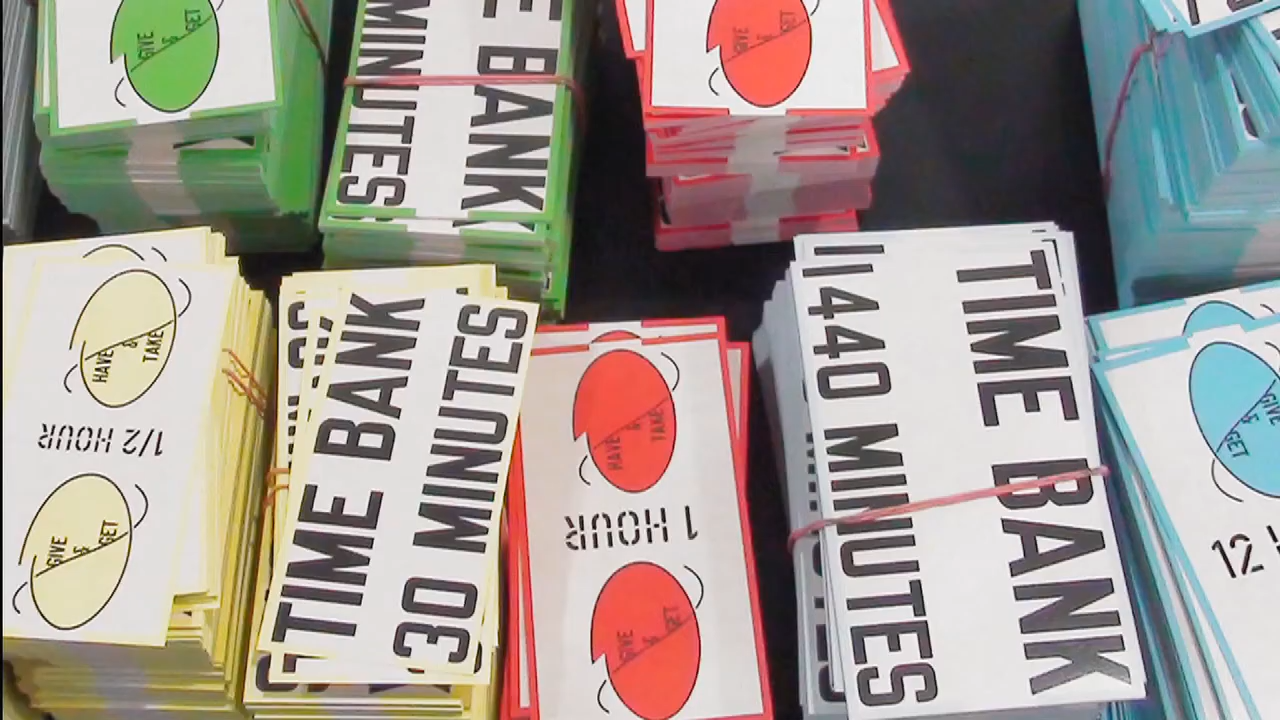 GIVE
&
GET
MINUTES
E BANK
GIVE
&
GET
HAVE
&
TAKE
1/2 HOUR
GIVE
&
GET
TIME BANK
30 MINUTES
HAVE
&
TAKE
1 HOUR
GIVE
&
GET
TIME BANK
1440 MINUTES
GIVE
&
GET
12 H